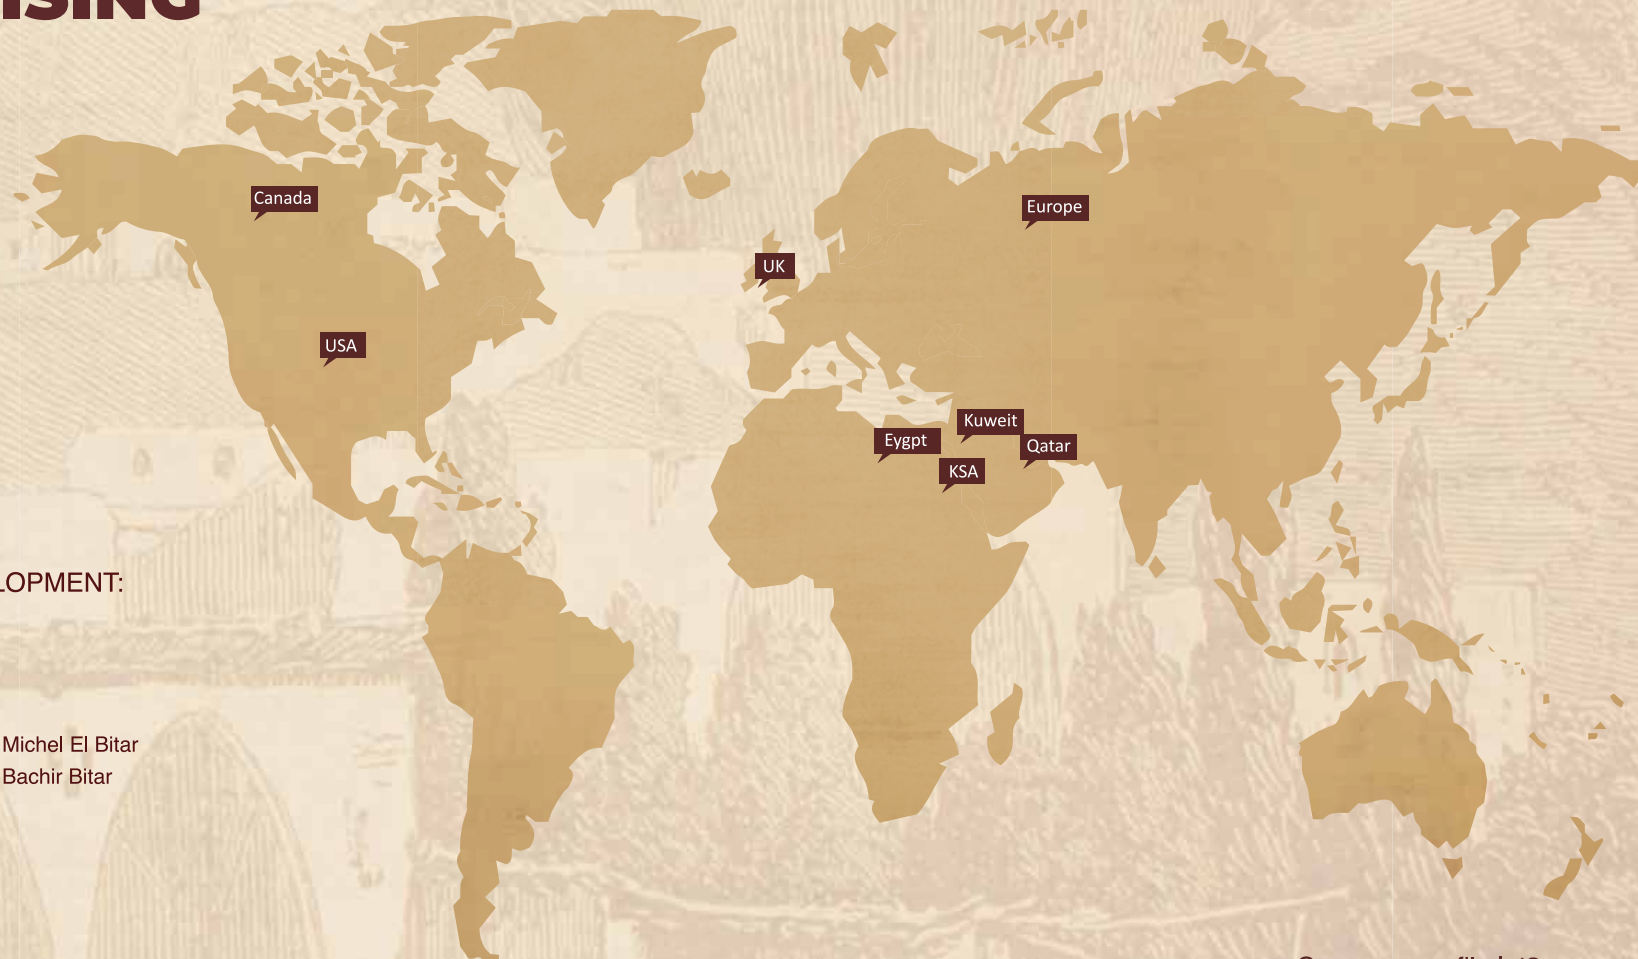 ISING
Canada
Europe
UK
USA
Kuweit
Eygpt
Qatar
KSA
LOPMENT:
Michel El Bitar
Bachir Bitar